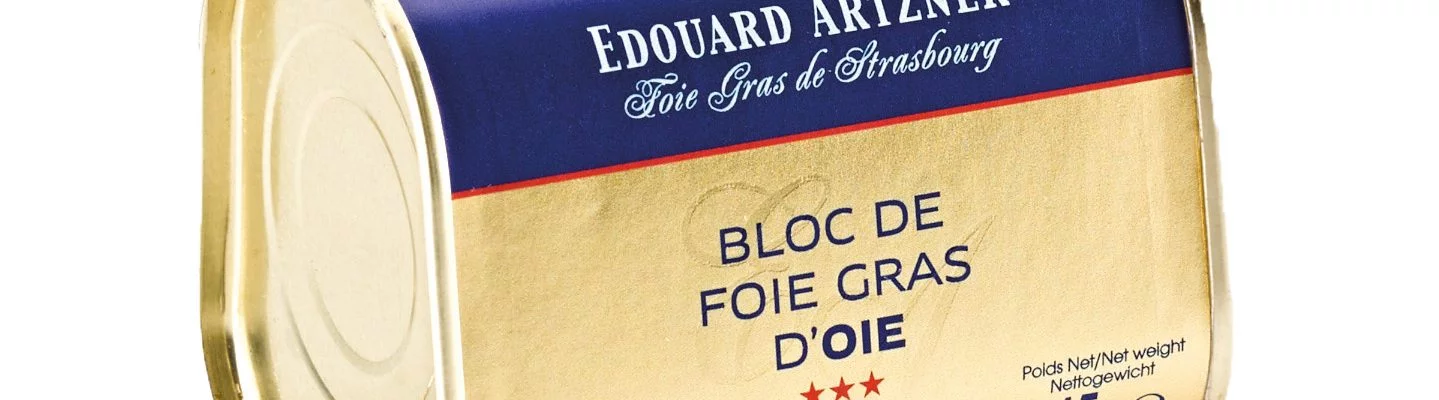 EDOUARD ARTZNER
Foie Gras de Strasbourg
BLOC DE
FOIE GRAS
D'OIE
Poids Net/Net weight
Nettogewicht